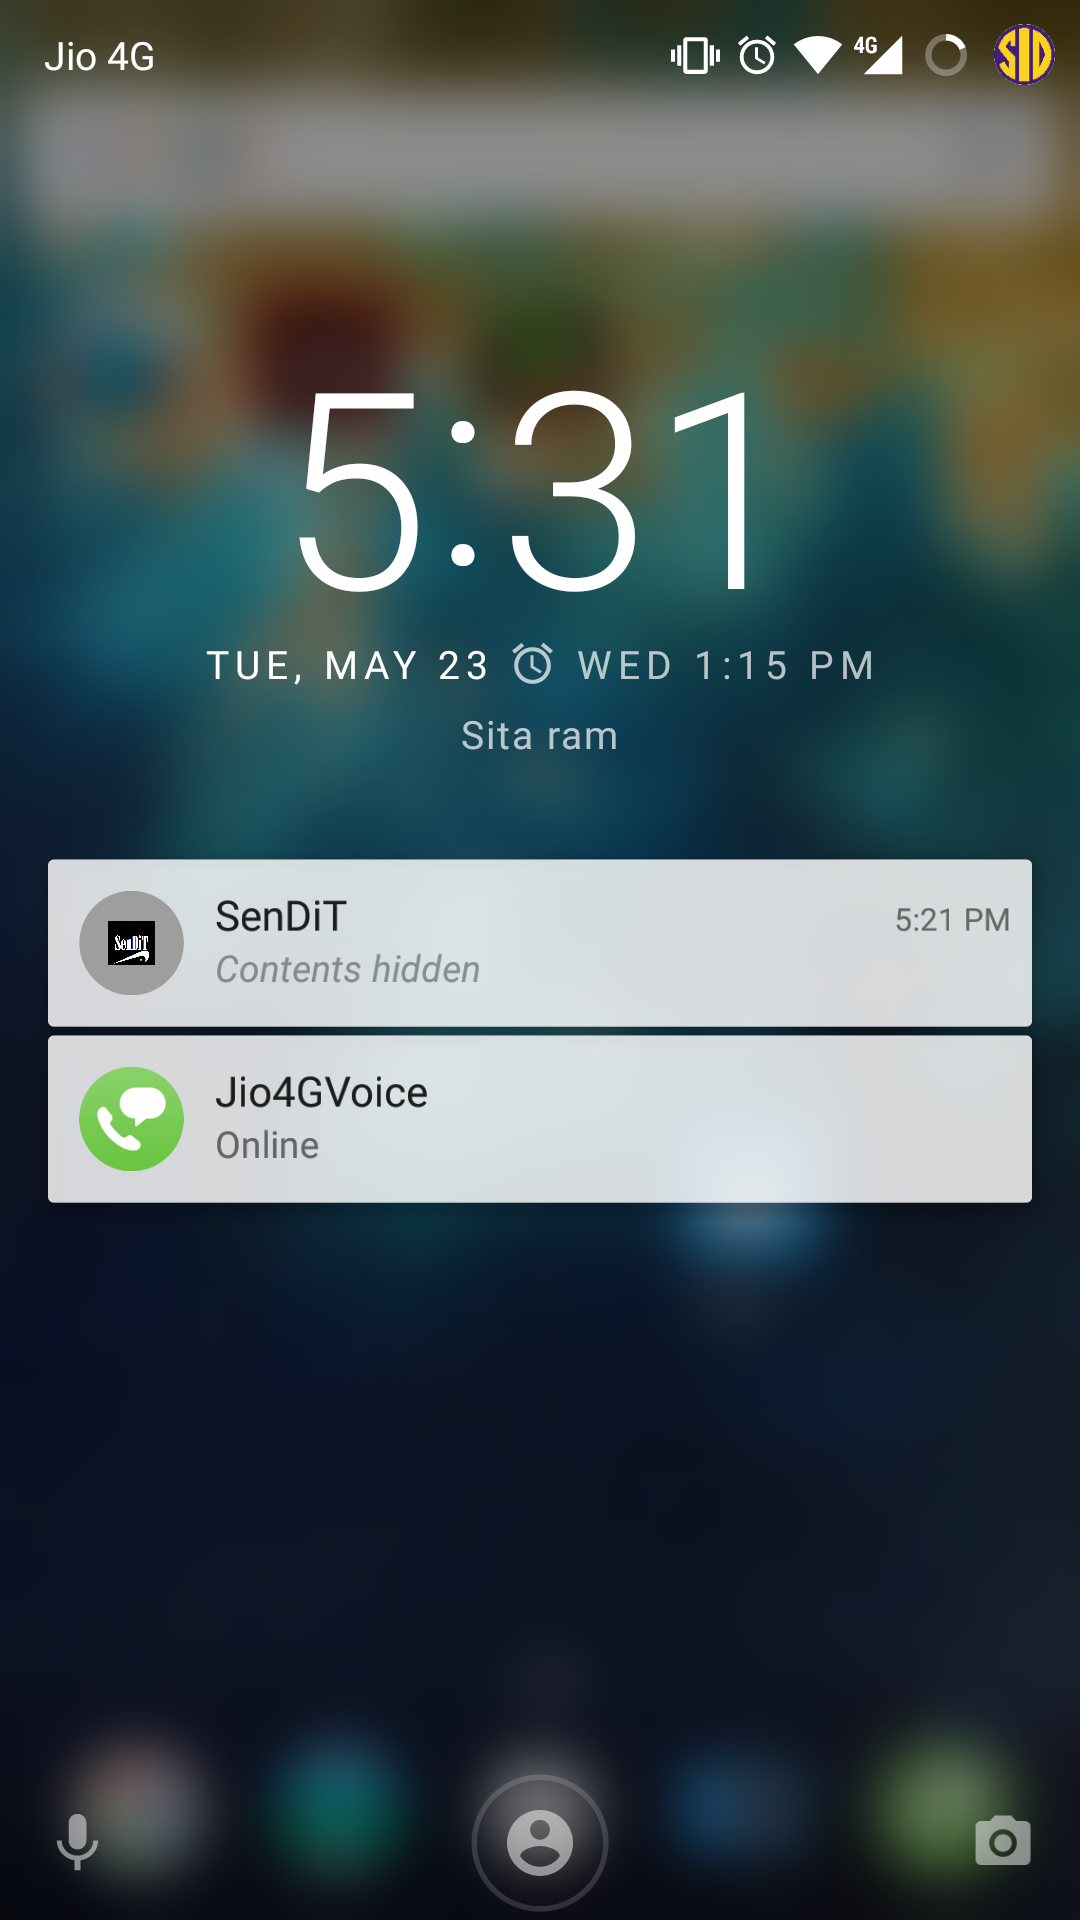 Jio 4G
4G
SID
5:31
TUE, MAY 23 WED 1:15 PM
Sita ram
SenDiT
5:21 PM
SenDiT
Contents hidden
Jio4GVoice
Online